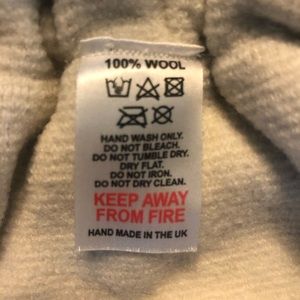 100% WOOL
HAND WASH ONLY.
DO NOT BLEACH.
DO NOT TUMBLE DRY.
DRY FLAT.
DO NOT IRON.
DO NOT DRY CLEAN.
KEEP AWAY
FROM FIRE
HAND MADE IN THE UK